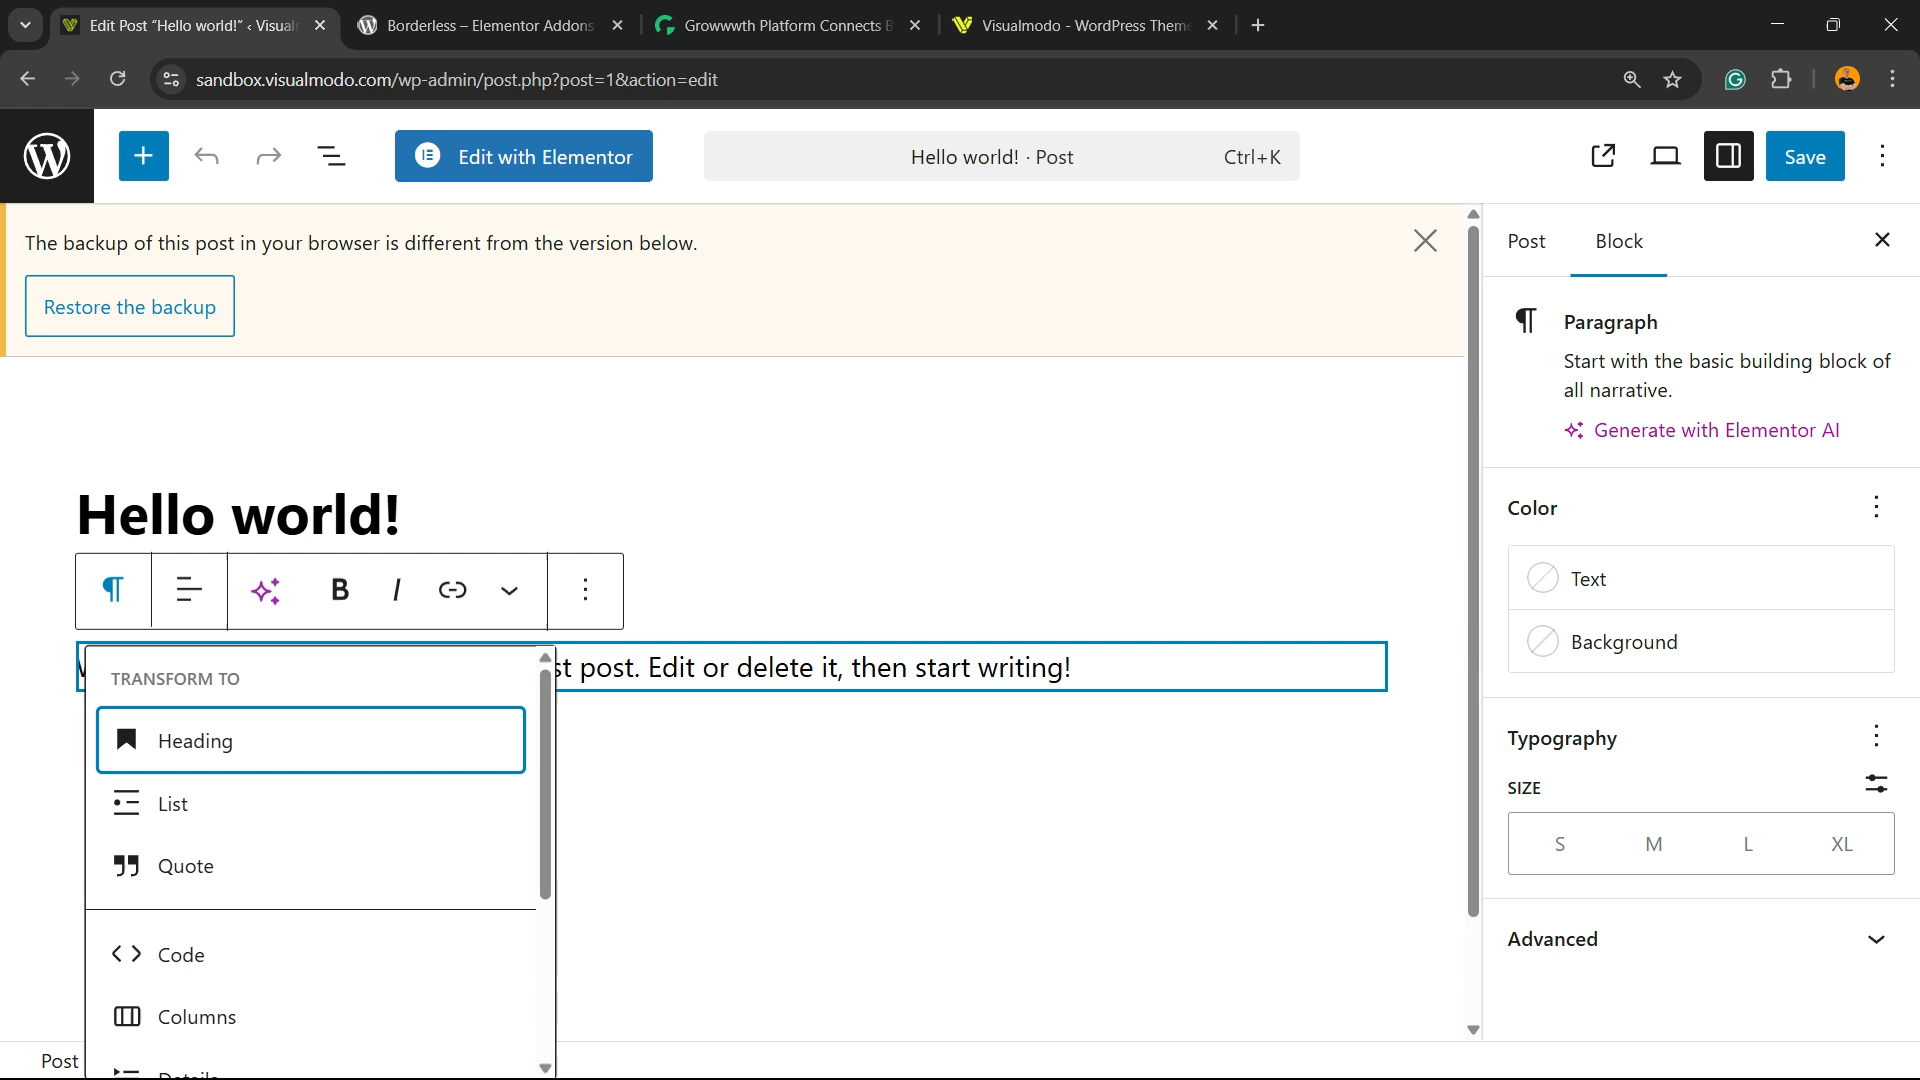 Edit Post “Hello world!” ‹ Visual
Borderless – Elementor Addons
Growwwth Platform Connects B
Visualmodo - WordPress Theme
sandbox.visualmodo.com/wp-admin/post.php?post=1&action=edit
Edit with Elementor
Hello world! · Post
Ctrl+K
Save
The backup of this post in your browser is different from the version below.
Restore the backup
Post
Block
Paragraph
Start with the basic building block of
all narrative.
Generate with Elementor AI
Color
Text
Background
Typography
SIZE
S M L XL
Advanced
Hello world!
B I
st post. Edit or delete it, then start writing!
TRANSFORM TO
Heading
List
Quote
Code
Columns
Post